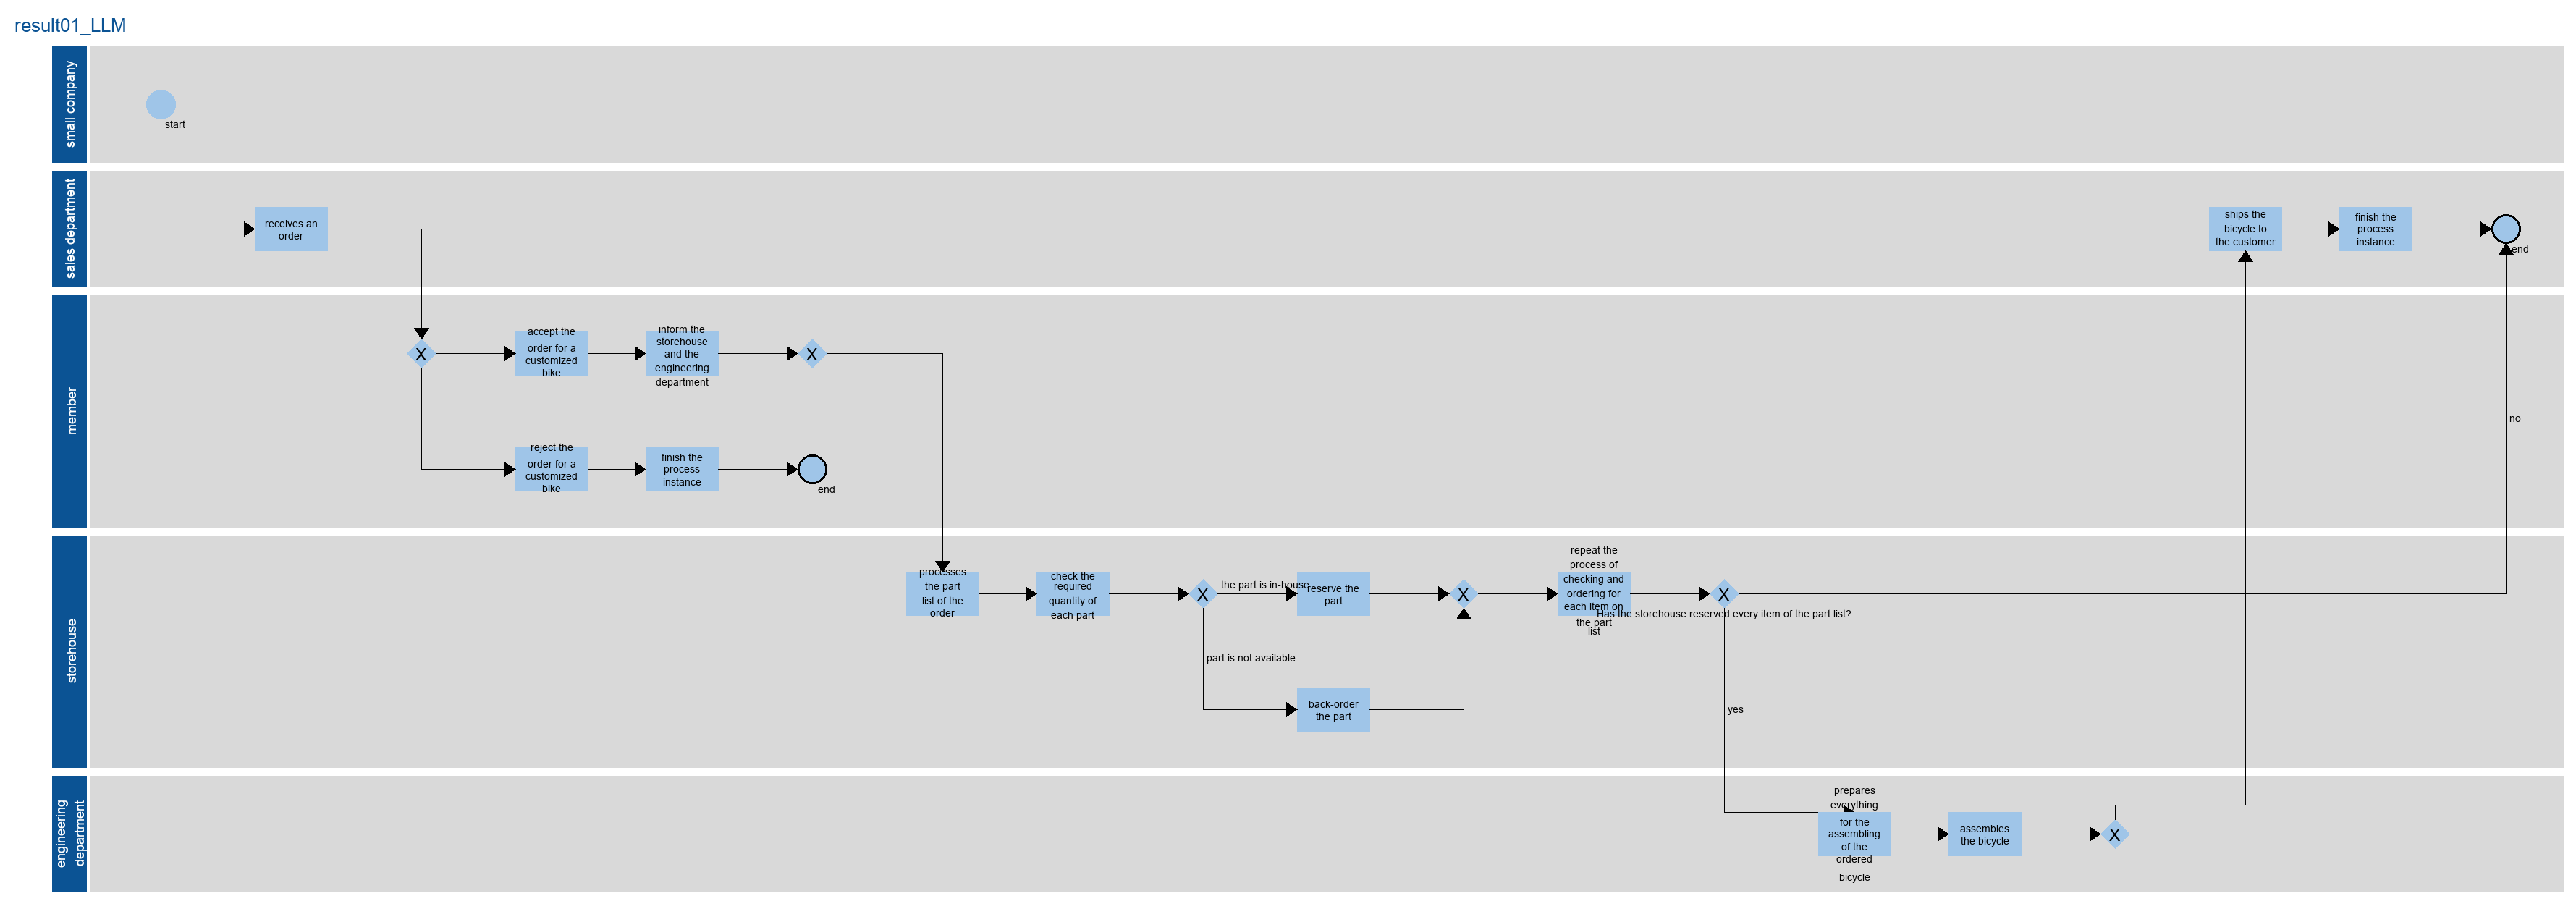 result01_LLM
small company
start
sales department
receives an
order
ships the
bicycle to
the customer
finish the
process
instance
end
member
X
accept the
order for a
customized
bike
inform the
storehouse
and the
engineering
department
X
reject the
order for a
customized
bike
finish the
process
instance
end
no
storehouse
processes
the part
list of the
order
check the
required
quantity of
each part
X
the part is in-house
reserve the
part
X
repeat the
process of
checking and
ordering for
each item on
the part
list
X
Has the storehouse reserved every item of the part list?
part is not available
back-order
the part
yes
engineering
department
prepares
everything
for the
assembling
of the
ordered
bicycle
assembles
the bicycle
X